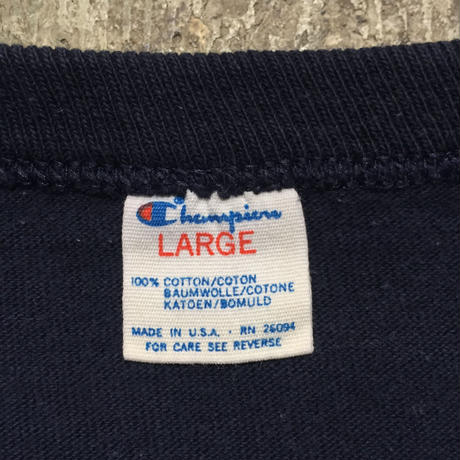 Champion
LARGE
100% COTTON/COTON
BAUMWOLLE/COTONE
KATOEN/BOMULD
MADE IN U.S.A. · RN 26094
FOR CARE SEE REVERSE